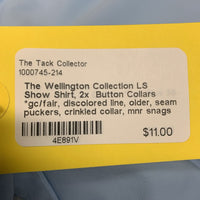 The Tack Collector
1000745-214
The Wellington Collection LS
Show Shirt, 2x Button Collars
*gc/fair, discolored line, older, seam
puckers, crinkled collar, mnr snags
$11.00
4E891V